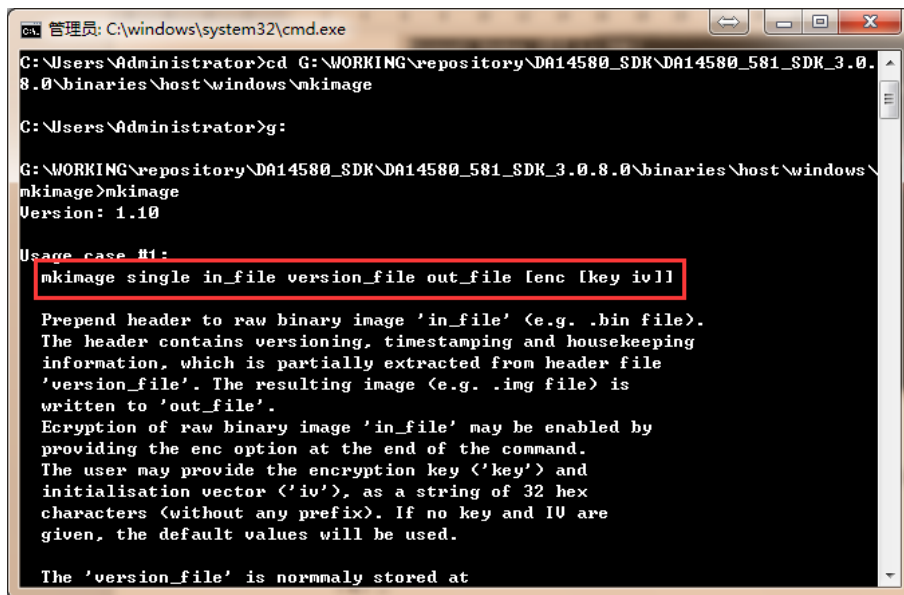 管理员: C:\windows\system32\cmd.exe
C:\Users\Administrator>cd G:\WORKING\repository\DA14580_SDK\DA14580_581_SDK_3.0.
8.0\binaries\host\windows\mkimage
C:\Users\Administrator>g:
G:\WORKING\repository\DA14580_SDK\DA14580_581_SDK_3.0.8.0\binaries\host\windows\
mkimage>mkimage
Version: 1.10
Usage case #1:
mkimage single in_file version_file out_file [enc [key iv]]
Prepend header to raw binary image 'in_file' (e.g. .bin file).
The header contains versioning, timestamping and housekeeping
information, which is partially extracted from header file
'version_file'. The resulting image (e.g. .img file) is
written to 'out_file'.
Ecryption of raw binary image 'in_file' may be enabled by
providing the enc option at the end of the command.
The user may provide the encryption key ('key') and
initialisation vector ('iv'), as a string of 32 hex
characters (without any prefix). If no key and IV are
given, the default values will be used.
The 'version_file' is normmaly stored at